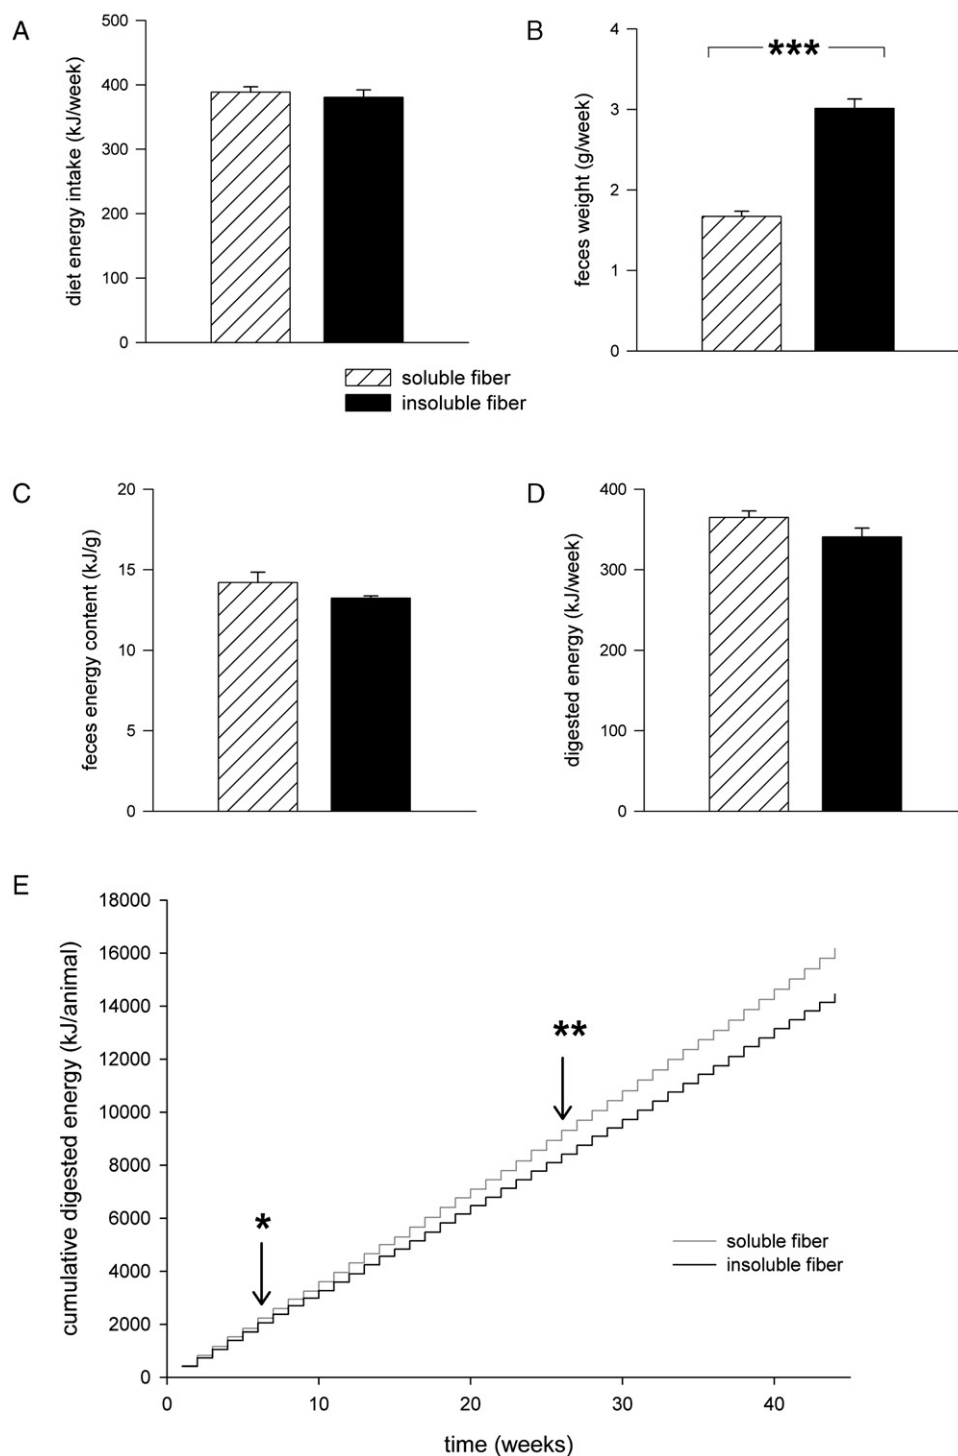 A
500
400
300
200
100
0
diet energy intake (kJ/week)
B
4
3
2
1
0
feces weight (g/week)
***
soluble fiber
insoluble fiber
C
20
15
10
5
0
feces energy content (kJ/g)
D
400
300
200
100
0
digested energy (kJ/week)
E
18000
16000
14000
12000
10000
8000
6000
4000
2000
0
cumulative digested energy (kJ/animal)
*
**
soluble fiber
insoluble fiber
0 10 20 30 40
time (weeks)